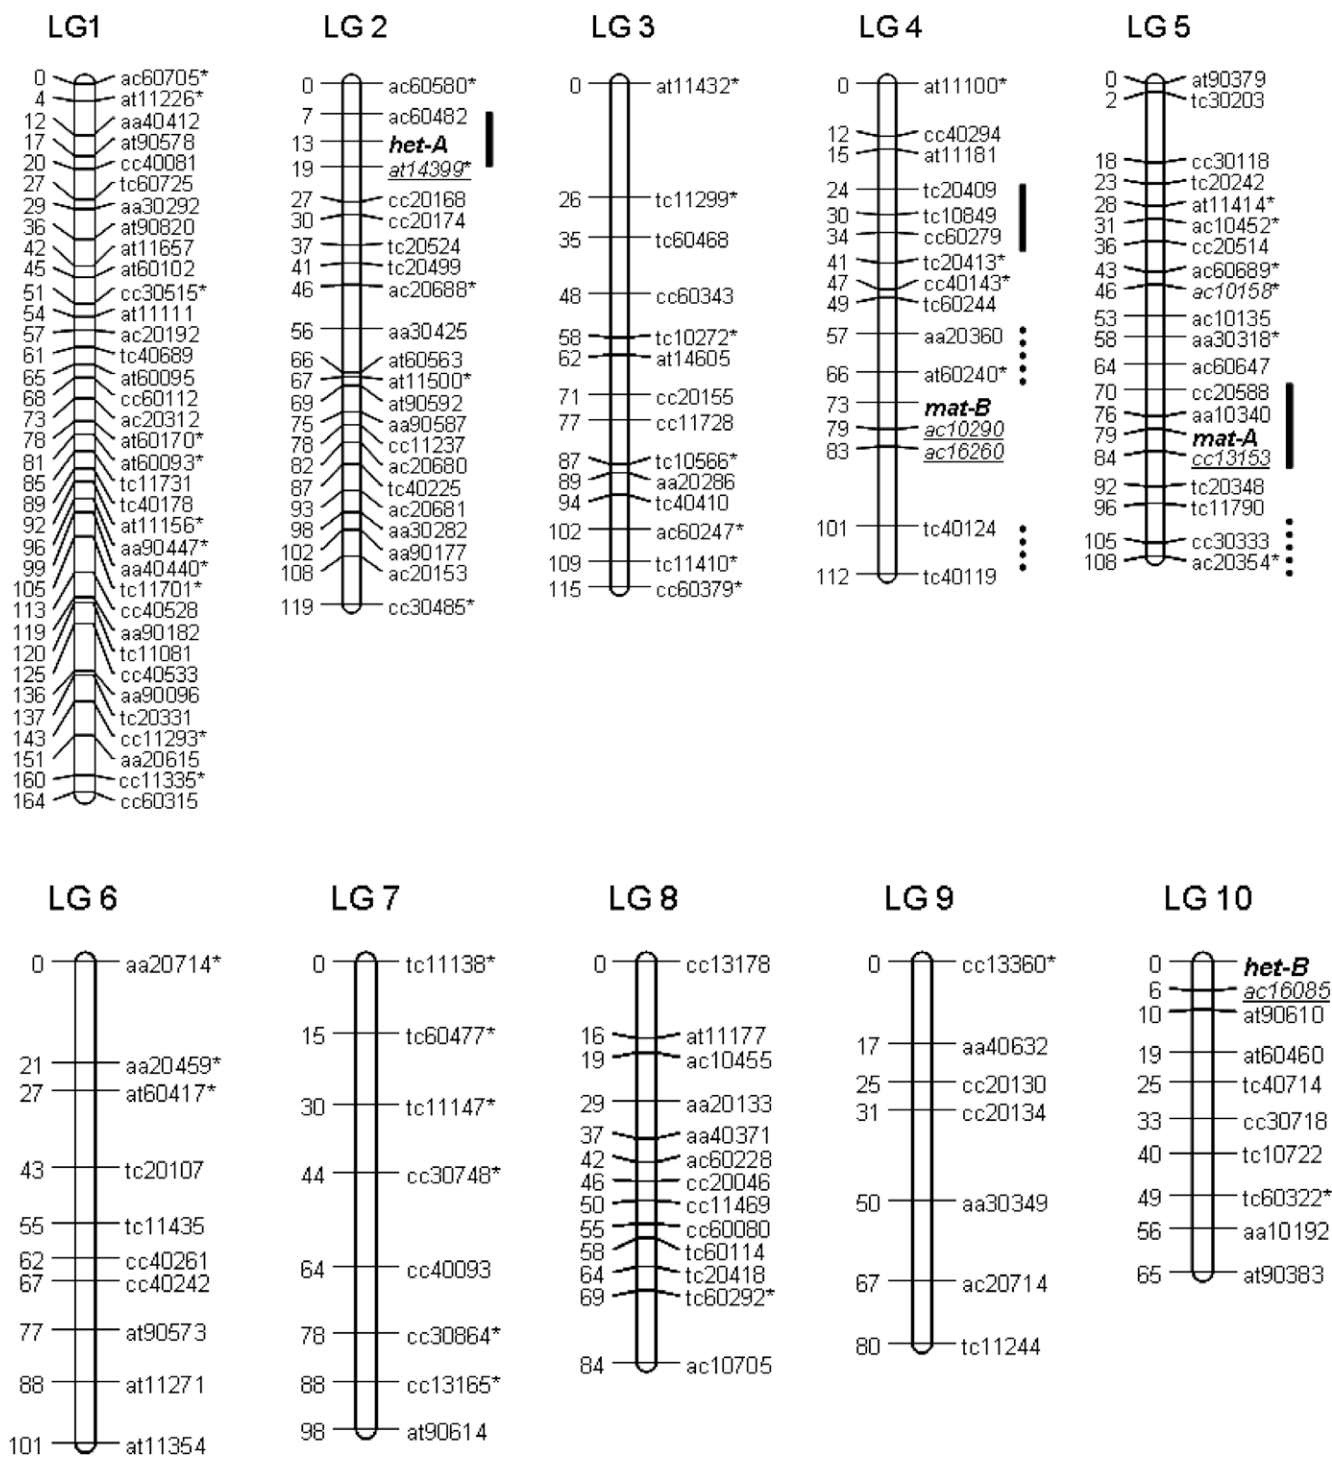 LG1
0 ac60705*
4 at11226*
12 aa40412
17 at90578
20 cc40081
27 tc60725
29 aa30292
36 at90820
42 at11657
45 at60102
51 cc30515*
54 at11111
57 ac20192
61 tc40689
65 at60095
68 cc60112
73 ac20312
78 at60170*
81 at60093*
85 tc11731
89 tc40178
92 at11156*
96 aa90447*
99 aa40440*
105 tc11701*
113 cc40528
119 aa90182
120 tc11081
125 cc40533
136 aa90096
137 tc20331
143 cc11293*
151 aa20615
160 cc11335*
164 cc60315
LG 2
0 ac60580*
7 ac60482
13 het-A
19 at14399*
27 cc20168
30 cc20174
37 tc20524
41 tc20499
46 ac20688*
56 aa30425
66 at60563
67 at11500*
69 at90592
75 aa90587
78 cc11237
82 ac20680
87 tc40225
93 ac20681
98 aa30282
102 aa90177
108 ac20153
119 cc30485*
LG 3
0 at11432*
26 tc11299*
35 tc60468
48 cc60343
58 tc10272*
62 at14605
71 cc20155
77 cc11728
87 tc10566*
89 aa20286
94 tc40410
102 ac60247*
109 tc11410*
115 cc60379*
LG 4
0 at11100*
12 cc40294
15 at11181
24 tc20409
30 tc10849
34 cc60279
41 tc20413*
47 cc40143*
49 tc60244
57 aa20360
66 at60240*
73 mat-B
79 ac10290
83 ac16260
101 tc40124
112 tc40119
LG 5
0 at90379
2 tc30203
18 cc30118
23 tc20242
28 at11414*
31 ac10452*
36 cc20514
43 ac60689*
46 ac10158*
53 ac10135
58 aa30318*
64 ac60647
70 cc20588
76 aa10340
79 mat-A
84 cc13153
92 tc20348
96 tc11790
105 cc30333
108 ac20354*
LG 6
0 aa20714*
21 aa20459*
27 at60417*
43 tc20107
55 tc11435
62 cc40261
67 cc40242
77 at90573
88 at11271
101 at11354
LG 7
0 tc11138*
15 tc60477*
30 tc11147*
44 cc30748*
64 cc40093
78 cc30864*
88 cc13165*
98 at90614
LG 8
0 cc13178
16 at11177
19 ac10455
29 aa20133
37 aa40371
42 ac60228
46 cc20046
50 cc11469
55 cc60080
58 tc60114
64 tc20418
69 tc60292*
84 ac10705
LG 9
0 cc13360*
17 aa40632
25 cc20130
31 cc20134
50 aa30349
67 ac20714
80 tc11244
LG 10
0 het-B
6 ac16085
10 at90610
19 at60460
25 tc40714
33 cc30718
40 tc10722
49 tc60322*
56 aa10192
65 at90383